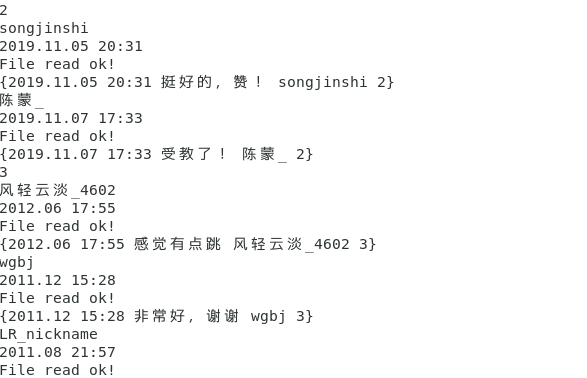 2
songjinshi
2019.11.05 20:31
File read ok!
{2019.11.05 20:31 挺好的，赞！ songjinshi 2}
陈蒙_
2019.11.07 17:33
File read ok!
{2019.11.07 17:33 受教了！ 陈蒙_ 2}
3
风轻云淡_4602
2012.06 17:55
File read ok!
{2012.06 17:55 感觉有点跳 风轻云淡_4602 3}
wgbj
2011.12 15:28
File read ok!
{2011.12 15:28 非常好，谢谢 wgbj 3}
LR_nickname
2011.08 21:57
File read ok!